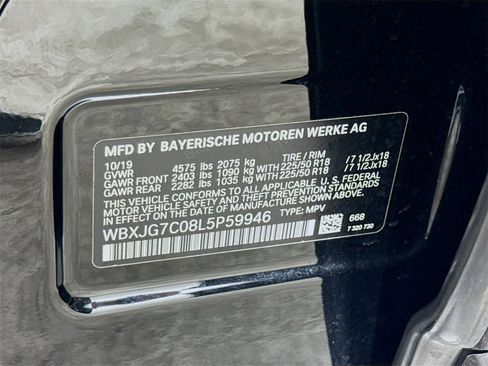 MFD BY BAYERISCHE MOTOREN WERKE AG
10/19
GVWR 4575 lbs 2075 kg TIRE / RIM
GAWR FRONT 2403 lbs 1090 kg WITH 225/50 R18 /7 1/2Jx18
GAWR REAR 2282 lbs 1035 kg WITH 225/50 R18 /7 1/2Jx18
THIS VEHICLE CONFORMS TO ALL APPLICABLE U.S. FEDERAL
MOTOR VEHICLE SAFETY, BUMPER, AND THEFT PREVENTION
STANDARDS IN EFFECT ON THE DATE OF MANUFACTURE SHOWN ABOVE.
WBXJG7C08L5P59946 TYPE: MPV
668
7 320 730